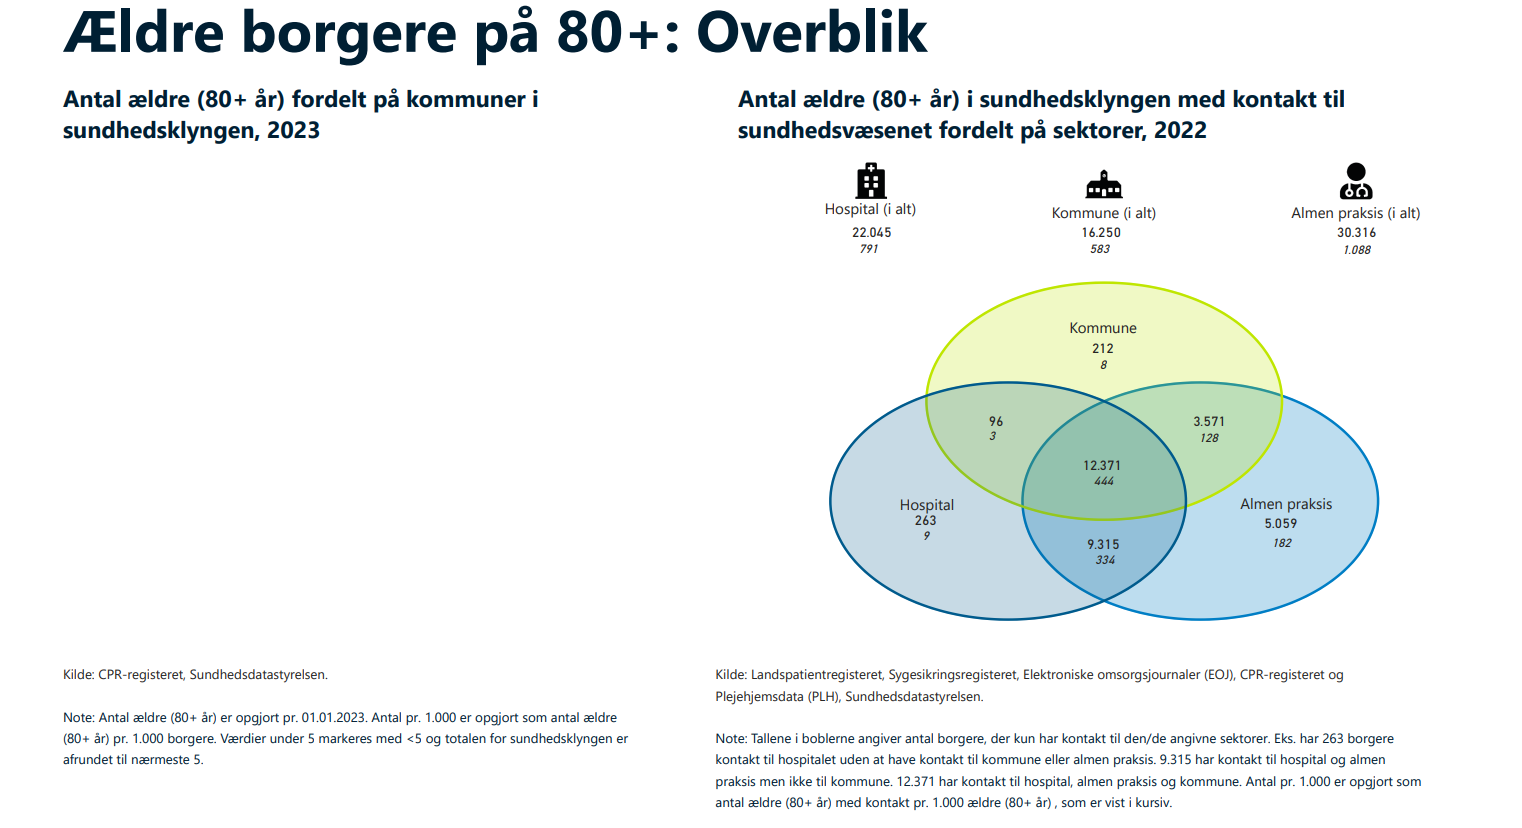 Ældre borgere på 80+: Overblik
Antal ældre (80+ år) fordelt på kommuner i
sundhedsklyngen, 2023
Antal ældre (80+ år) i sundhedsklyngen med kontakt til
sundhedsvæsenet fordelt på sektorer, 2022
Hospital (i alt)
22.045
791
Kommune (i alt)
16.250
583
Almen praksis (i alt)
30.316
1.088
Kommune
212
8
96
3
3.571
128
12.371
444
Hospital
263
9
Almen praksis
5.059
182
9.315
334
Kilde: CPR-registeret, Sundhedsdatastyrelsen.
Note: Antal ældre (80+ år) er opgjort pr. 01.01.2023. Antal pr. 1.000 er opgjort som antal ældre
(80+ år) pr. 1.000 borgere. Værdier under 5 markeres med <5 og totalen for sundhedsklyngen er
afrundet til nærmeste 5.
Kilde: Landspatientregisteret, Sygesikringsregisteret, Elektroniske omsorgsjournaler (EOJ), CPR-registeret og
Plejehjemsdata (PLH), Sundhedsdatastyrelsen.
Note: Tallene i boblerne angiver antal borgere, der kun har kontakt til den/de angivne sektorer. Eks. har 263 borgere
kontakt til hospitalet uden at have kontakt til kommune eller almen praksis. 9.315 har kontakt til hospital og almen
praksis men ikke til kommune. 12.371 har kontakt til hospital, almen praksis og kommune. Antal pr. 1.000 er opgjort som
antal ældre (80+ år) med kontakt pr. 1.000 ældre (80+ år) , som er vist i kursiv.